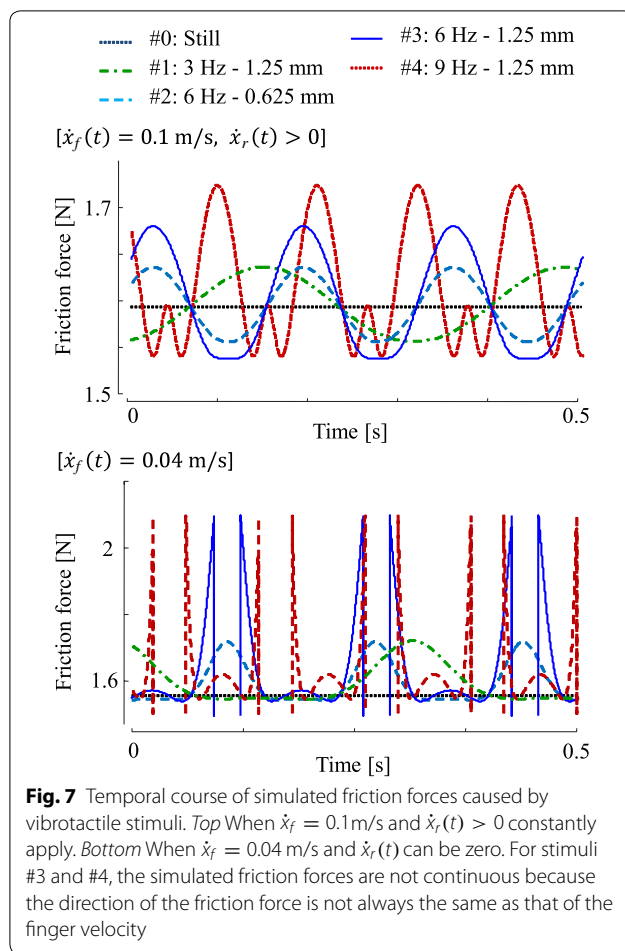 #0: Still
#1: 3 Hz - 1.25 mm
#2: 6 Hz - 0.625 mm
#3: 6 Hz - 1.25 mm
#4: 9 Hz - 1.25 mm
[ẋ_f(t) = 0.1 m/s, ẋ_r(t) > 0]
Friction force [N]
1.7
1.5
0
0.5
Time [s]
[ẋ_f(t) = 0.04 m/s]
Friction force [N]
2
1.6
0
0.5
Time [s]
Fig. 7 Temporal course of simulated friction forces caused by
vibrotactile stimuli. Top When ẋ_f = 0.1m/s and ẋ_r(t) > 0 constantly
apply. Bottom When ẋ_f = 0.04 m/s and ẋ_r(t) can be zero. For stimuli
#3 and #4, the simulated friction forces are not continuous because
the direction of the friction force is not always the same as that of the
finger velocity